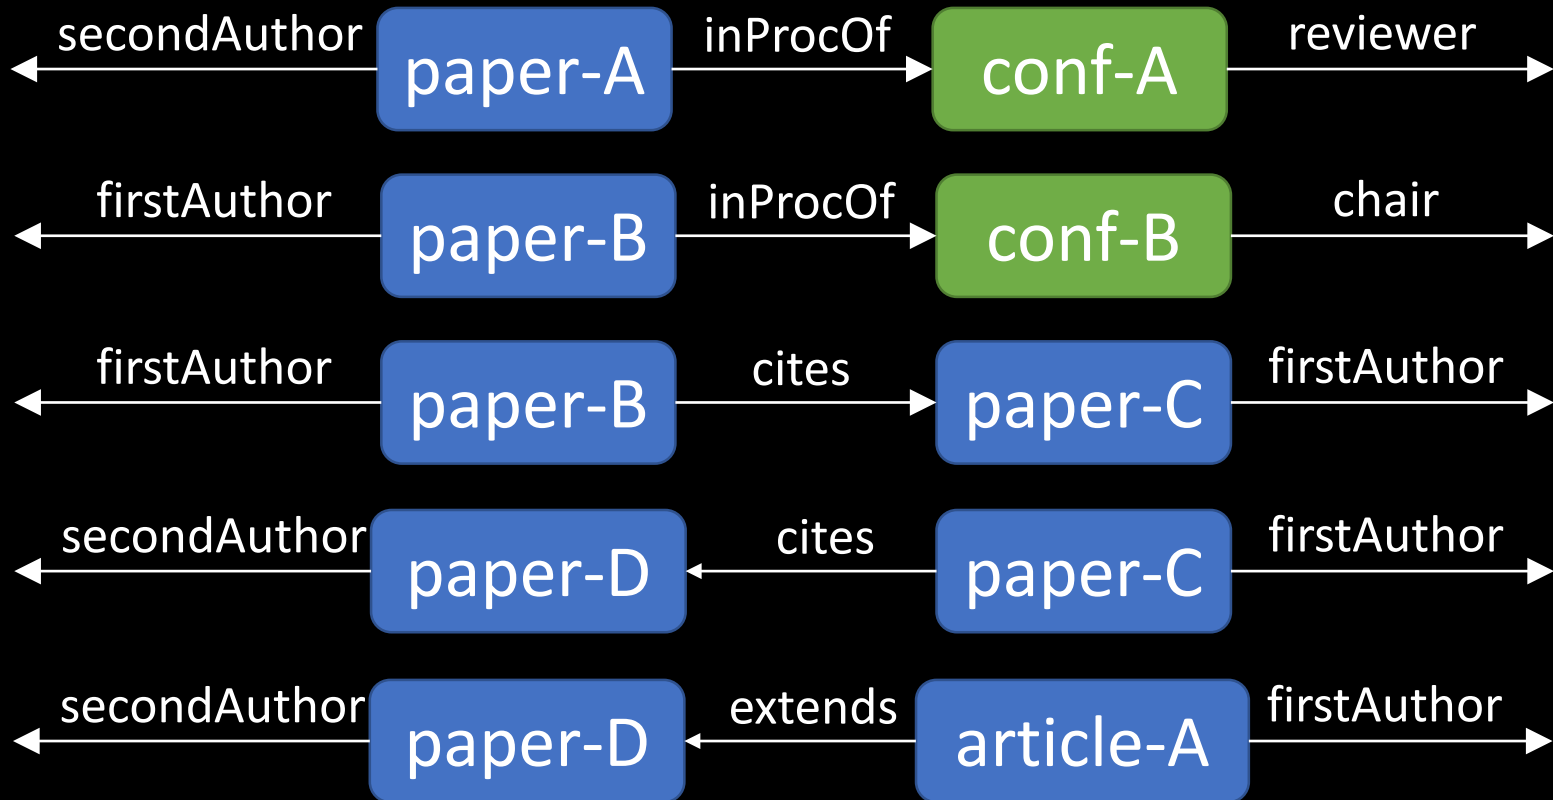 secondAuthor paper-A inProcOf conf-A reviewer
firstAuthor paper-B inProcOf conf-B chair
firstAuthor paper-B cites paper-C firstAuthor
secondAuthor paper-D cites paper-C firstAuthor
secondAuthor paper-D extends article-A firstAuthor